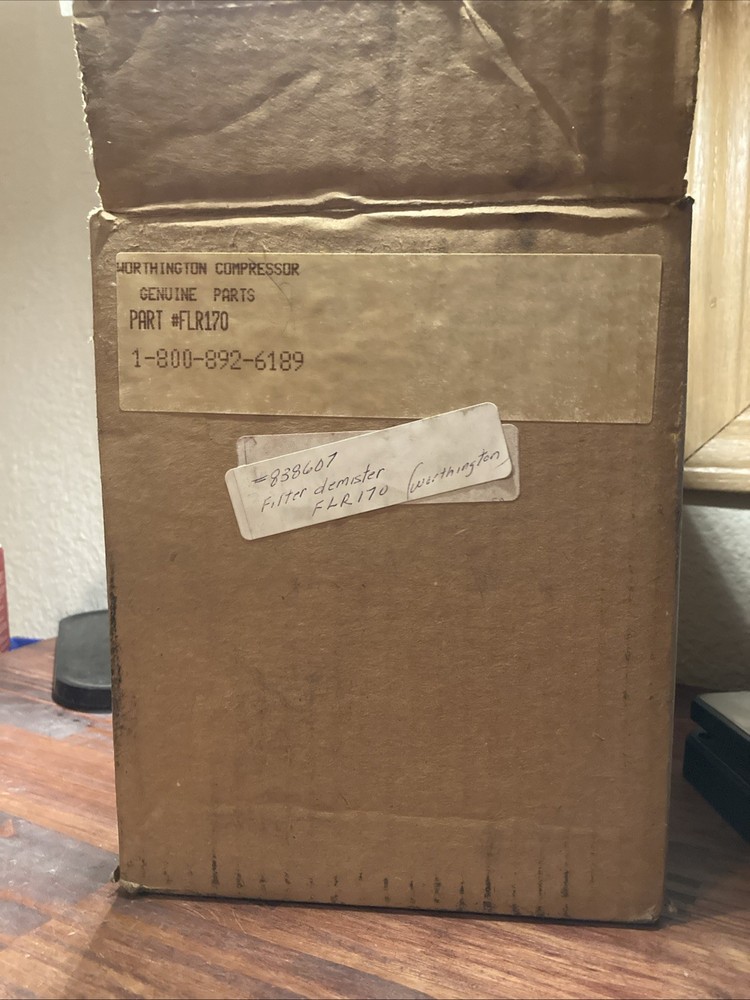 WORTHINGTON COMPRESSOR
GENUINE PARTS
PART #FLR170
1-800-892-6189
=838607
Filter demister
FLR170 (Worthington)